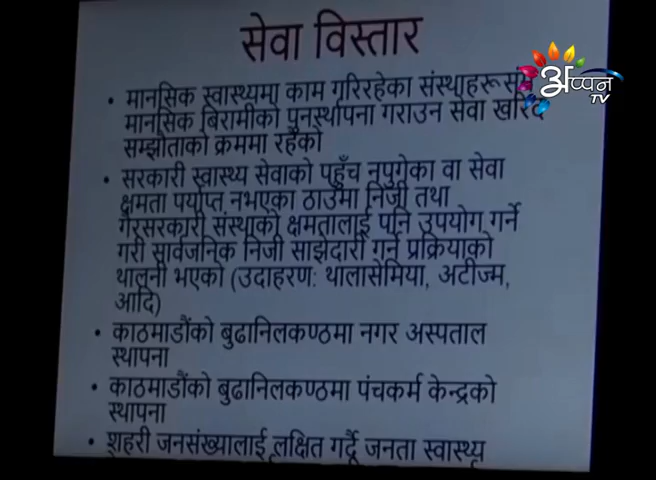 सेवा विस्तार
अप्पन
TV
• मानसिक स्वास्थ्यमा काम गरिरहेका संस्थाहरू
मानसिक बिरामीको पुनर्स्थापना गराउन सेवा खरिद
सम्झौताको क्रममा रहेको
• सरकारी स्वास्थ्य सेवाको पहुँच नपुगेका वा सेवा
क्षमता पर्याप्त नभएका ठाउँमा निजी तथा
गैरसरकारी संस्थाको क्षमतालाई पनि उपयोग गर्ने
गरी सार्वजनिक निजी साझेदारी गर्ने प्रक्रियाको
थालनी भएको (उदाहरण: थालासेमिया, अटीज्म,
आदि)
• काठमाडौंको बुढानिलकण्ठमा नगर अस्पताल
स्थापना
• काठमाडौंको बुढानिलकण्ठमा पंचकर्म केन्द्रको
स्थापना
• शहरी जनसंख्यालाई लक्षित गर्दै जनता स्वास्थ्य